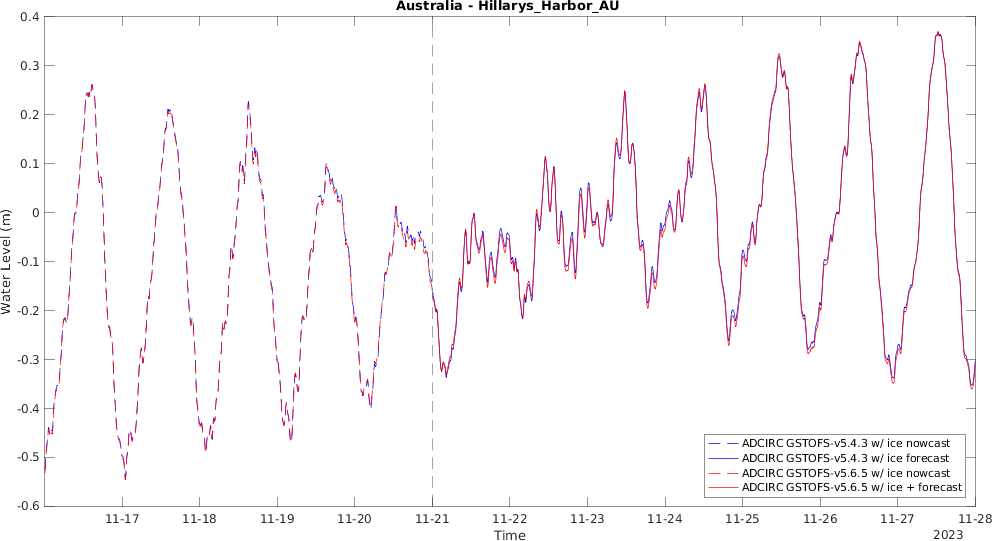 Australia - Hillarys_Harbor_AU
0.4
0.3
0.2
0.1
0
-0.1
-0.2
-0.3
-0.4
-0.5
-0.6
Water Level (m)
ADCIRC GSTOFS-v5.4.3 w/ ice nowcast
ADCIRC GSTOFS-v5.4.3 w/ ice forecast
ADCIRC GSTOFS-v5.6.5 w/ ice nowcast
ADCIRC GSTOFS-v5.6.5 w/ ice + forecast
11-17 11-18 11-19 11-20 11-21 11-22 11-23 11-24 11-25 11-26 11-27 11-28
Time
2023